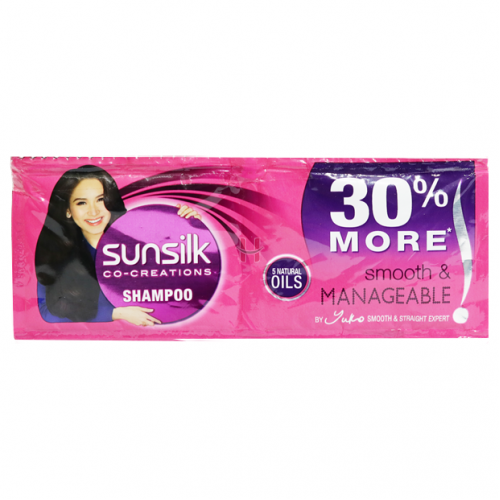 sunsilk
CO-CREATIONS
SHAMPOO
5 NATURAL
OILS
30%
MORE*
smooth &
MANAGEABLE
BY Yuko SMOOTH & STRAIGHT EXPERT